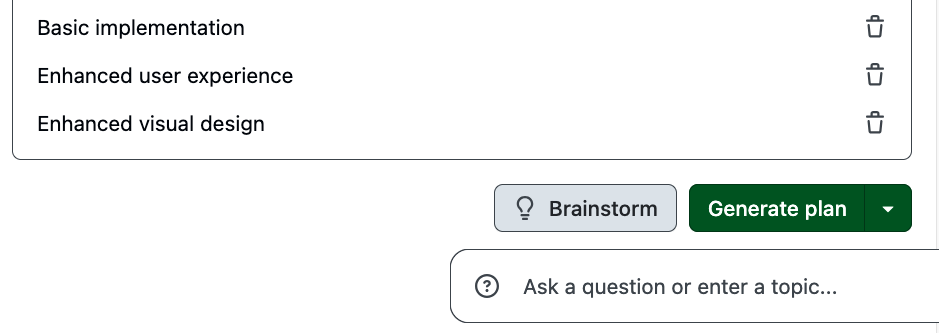 Basic implementation
Enhanced user experience
Enhanced visual design
Brainstorm
Generate plan
Ask a question or enter a topic...